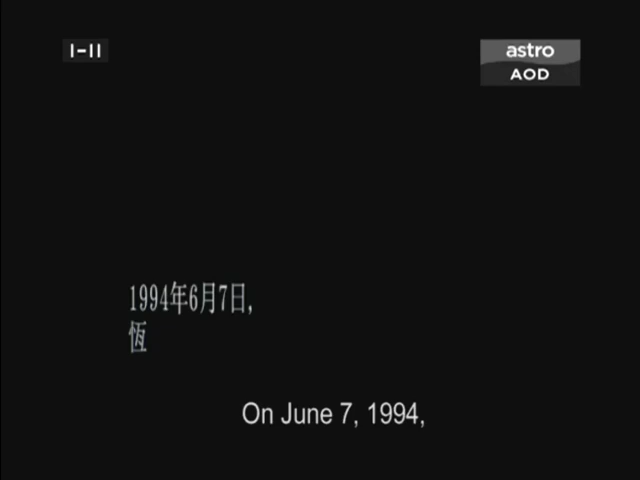 I-II
astro
AOD
1994年6月7日,
恆
On June 7, 1994,